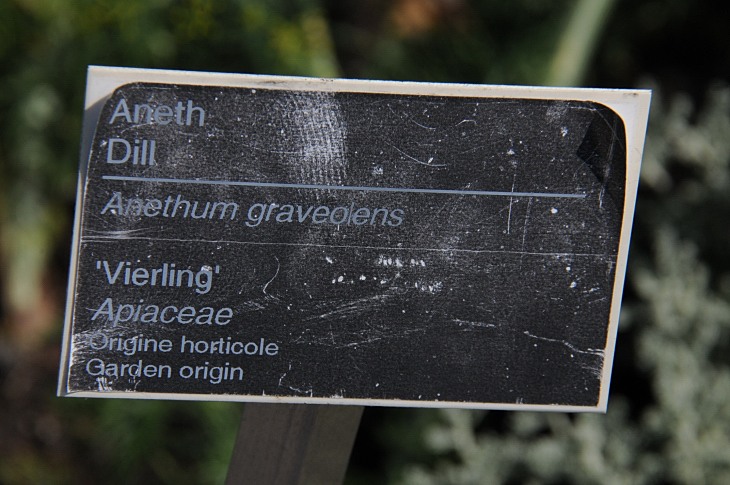 Aneth
Dill
Anethum graveolens
'Vierling'
Apiaceae
Origine horticole
Garden origin